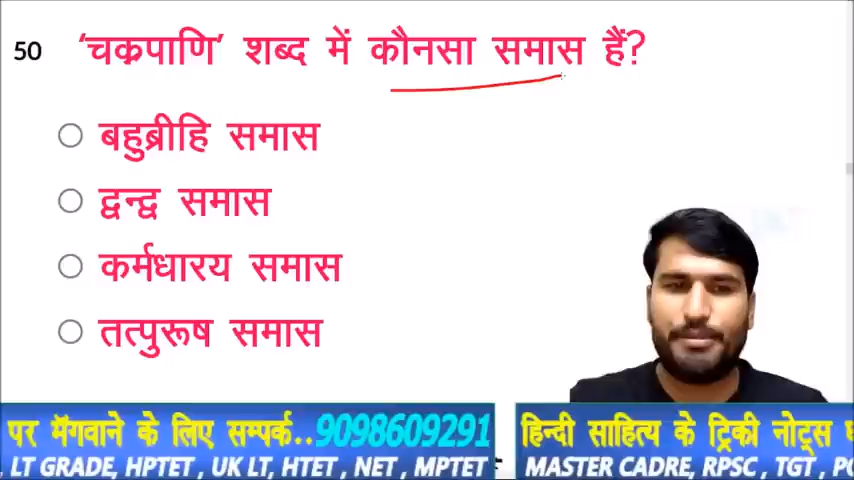 50 ‘चक्रपाणि’ शब्द में कौनसा समास हैं?
बहुब्रीहि समास
द्वन्द्व समास
कर्मधारय समास
तत्पुरूष समास
पर मँगवाने के लिए सम्पर्क..9098609291 हिन्दी साहित्य के ट्रिकी नोट्स
, LT GRADE, HPTET , UK LT, HTET , NET , MPTET MASTER CADRE, RPSC , TGT ,